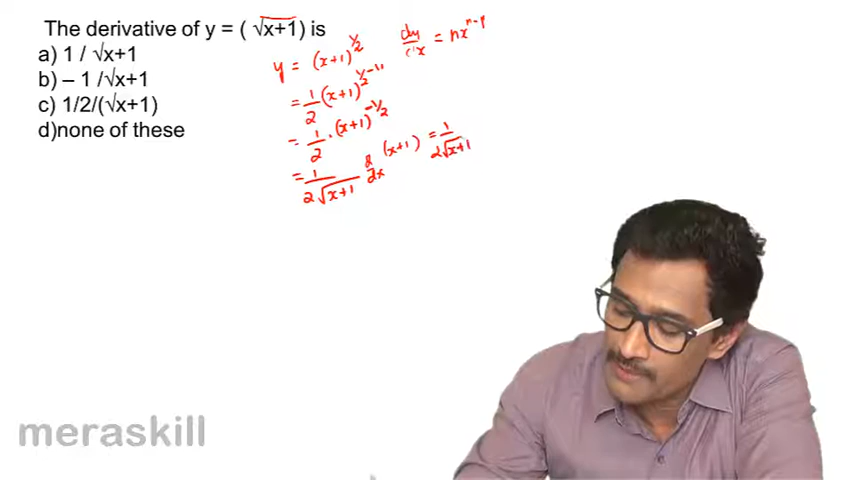 The derivative of y = ( √x+1) is
a) 1 / √x+1
b) – 1 /√x+1
c) 1/2/(√x+1)
d)none of these
y = (x+1)^1/2 dy/dx = nx^n-1
= 1/2 (x+1)^1/2-1
= 1/2 . (x+1)^-1/2
= 1/2√x+1 d/dx (x+1) = 1/2√x+1
meraskill